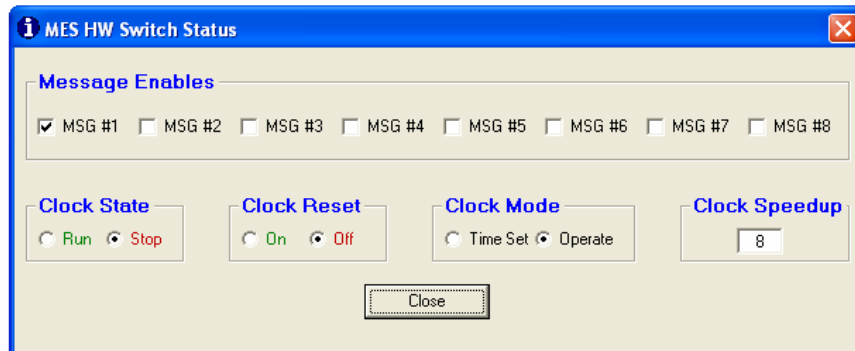 MES HW Switch Status
Message Enables
MSG #1 MSG #2 MSG #3 MSG #4 MSG #5 MSG #6 MSG #7 MSG #8
Clock State Clock Reset Clock Mode Clock Speedup
Run Stop On Off Time Set Operate 8
Close